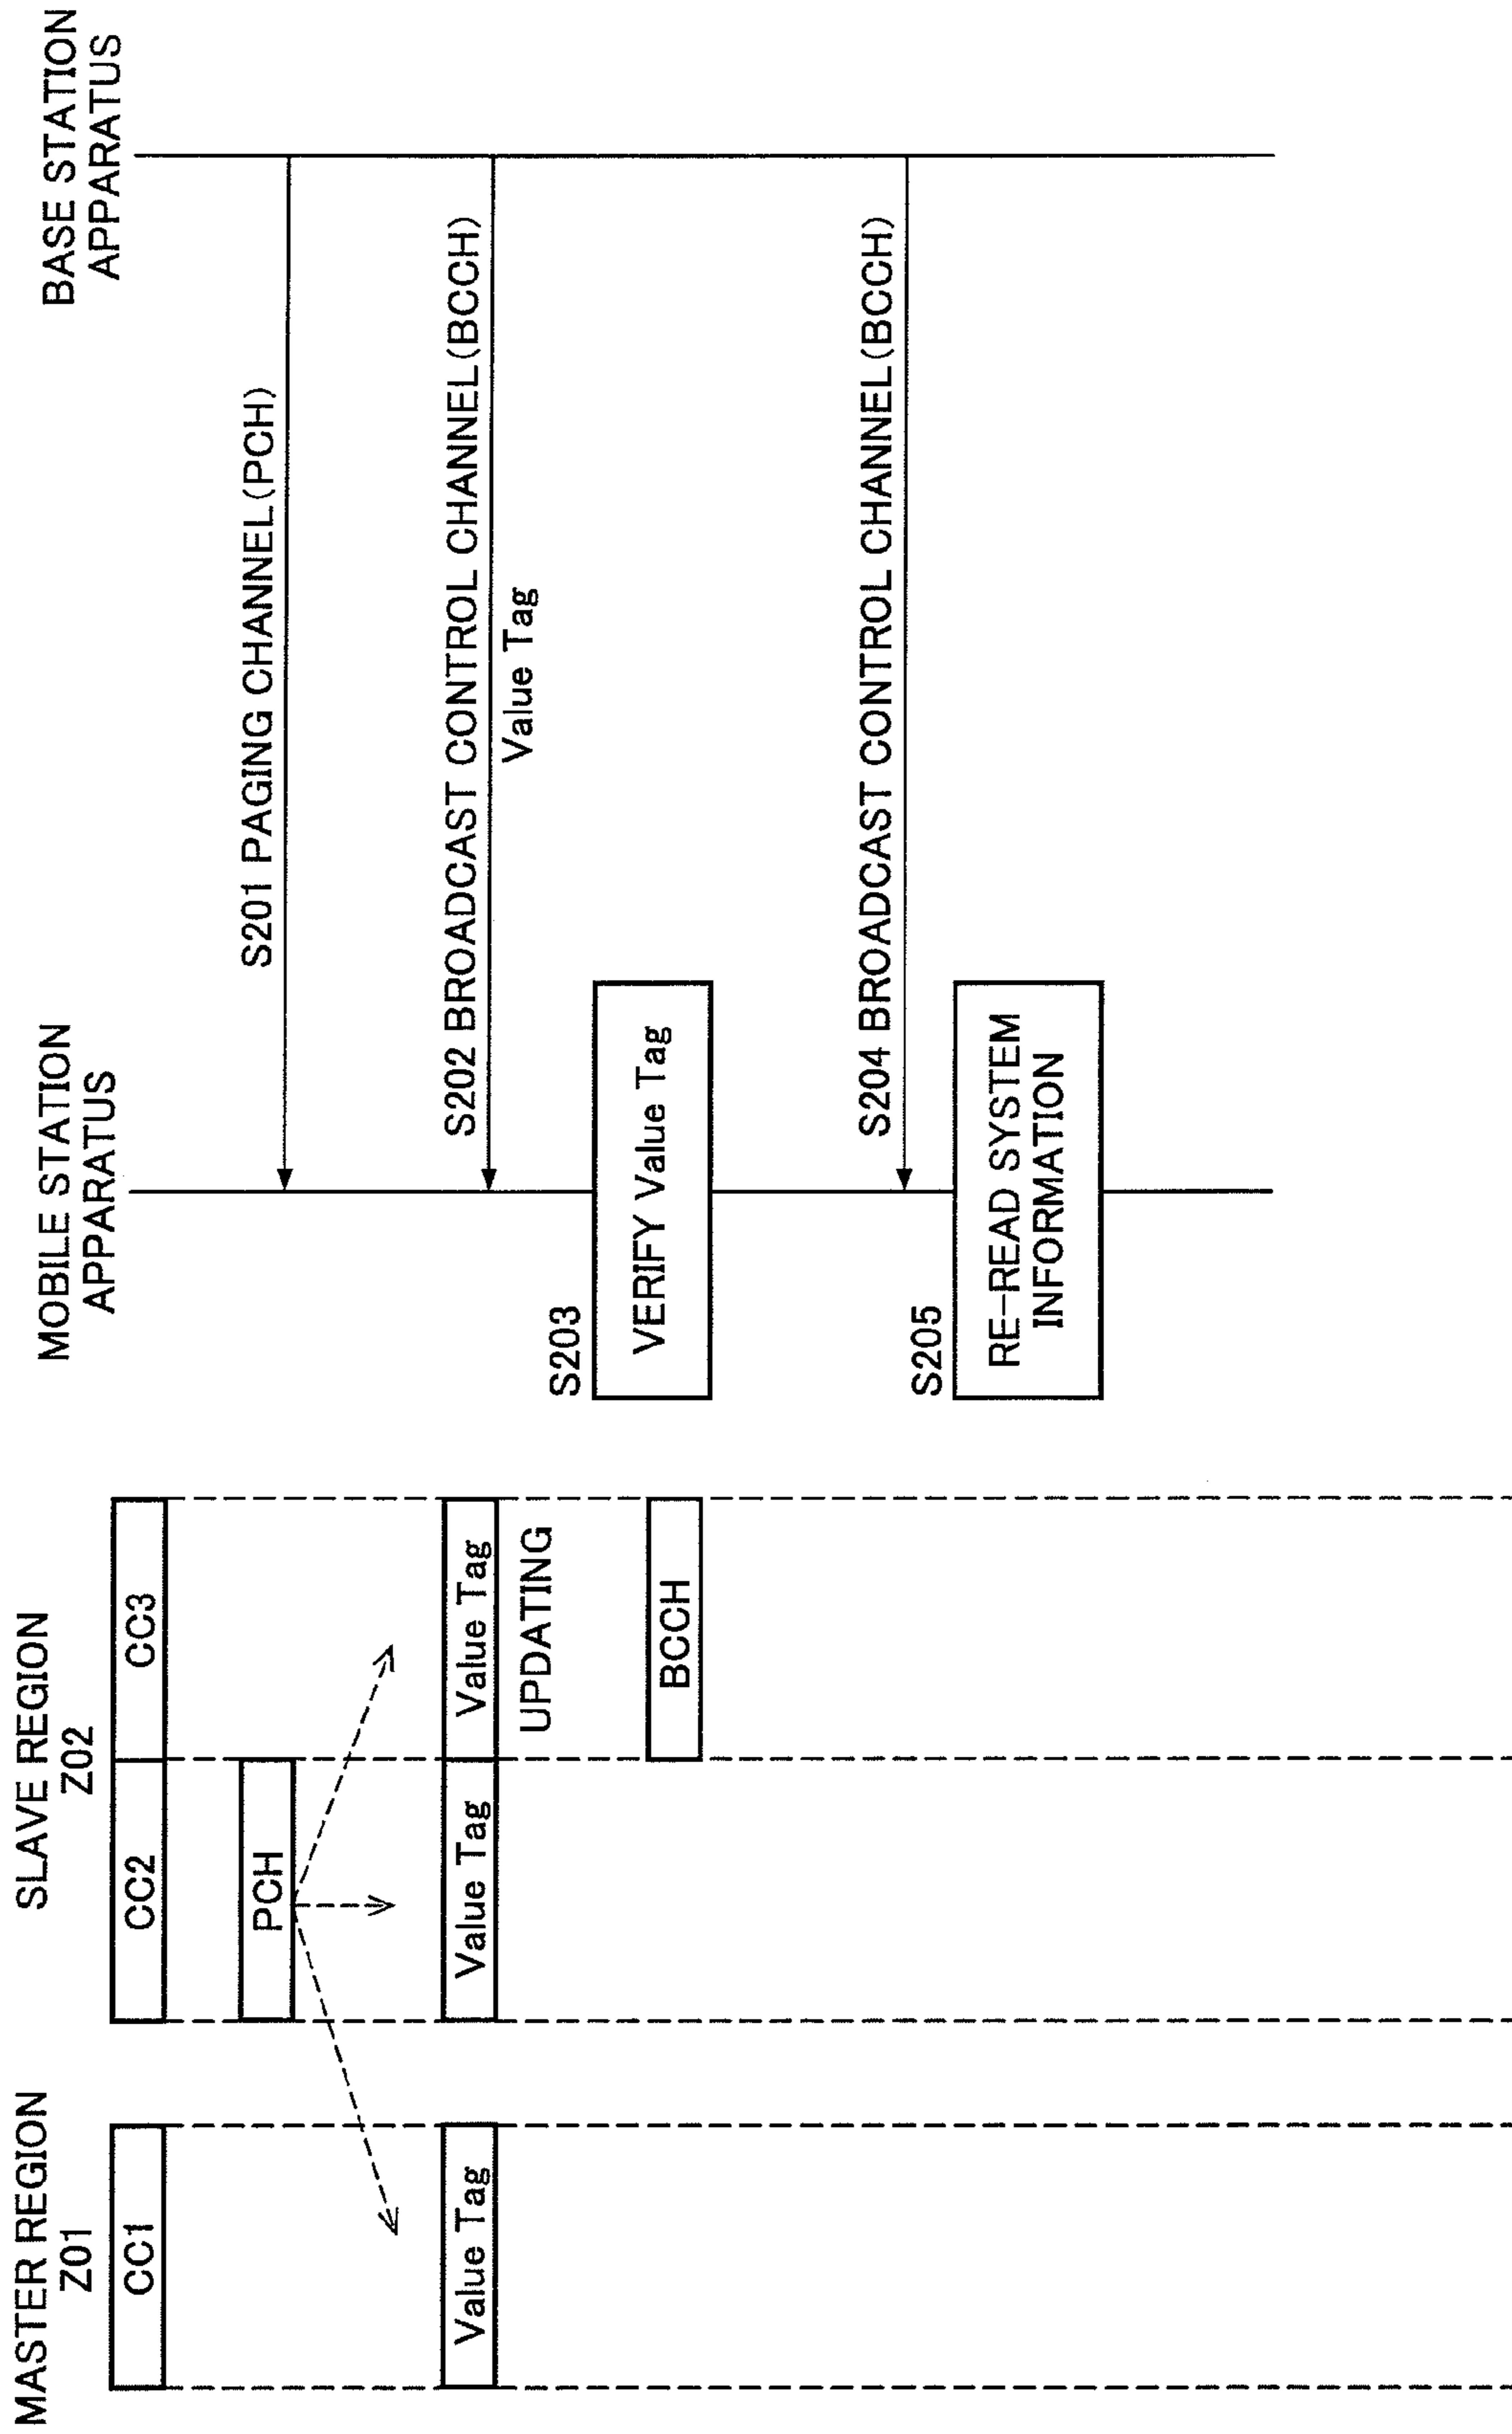 MASTER REGION
Z01
SLAVE REGION
Z02
MOBILE STATION
APPARATUS
BASE STATION
APPARATUS
CC1
CC2
CC3
PCH
S201 PAGING CHANNEL(PCH)
Value Tag
Value Tag
Value Tag
UPDATING
S202 BROADCAST CONTROL CHANNEL(BCCH)
Value Tag
S203
VERIFY Value Tag
BCCH
S204 BROADCAST CONTROL CHANNEL(BCCH)
S205
RE-READ SYSTEM
INFORMATION